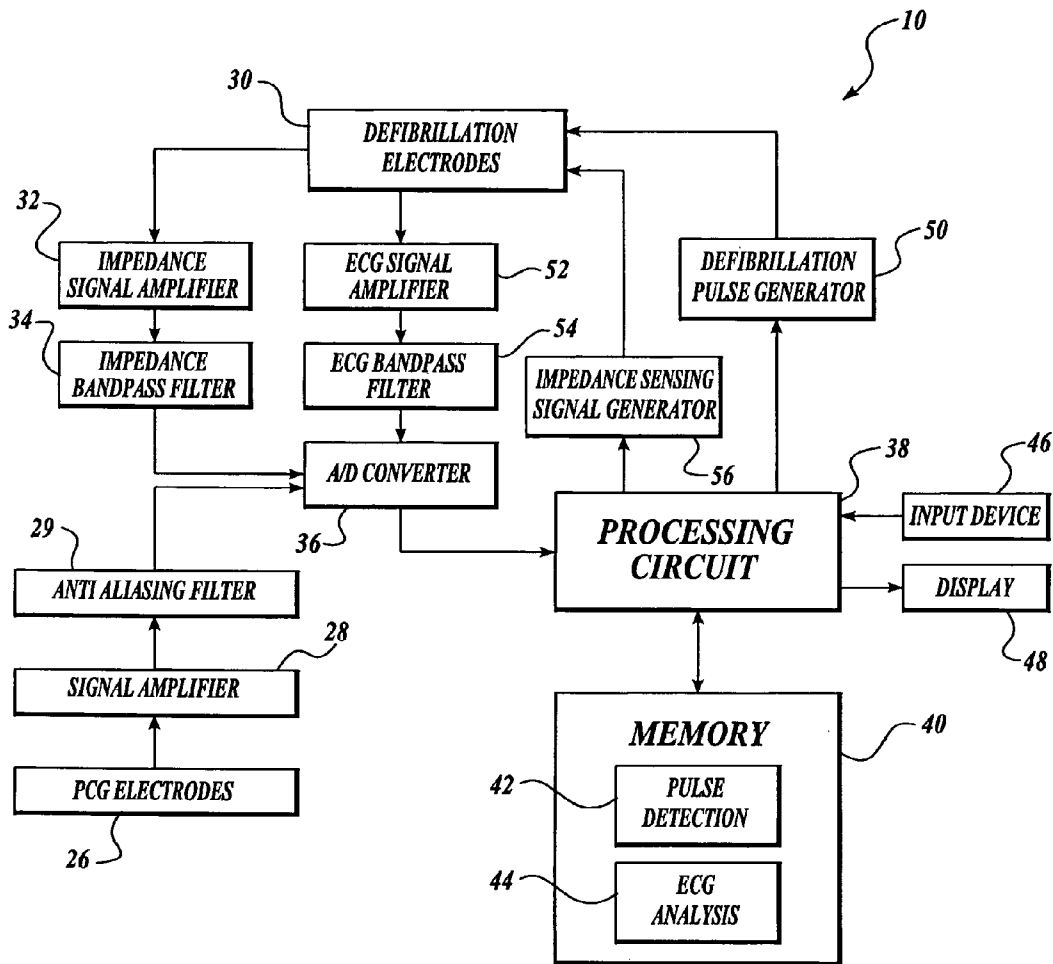 10
30
DEFIBRILLATION
ELECTRODES
32
IMPEDANCE
SIGNAL AMPLIFIER
ECG SIGNAL
AMPLIFIER
52
50
DEFIBRILLATION
PULSE GENERATOR
34
IMPEDANCE
BANDPASS FILTER
ECG BANDPASS
FILTER
54
IMPEDANCE SENSING
SIGNAL GENERATOR
56
A/D CONVERTER
36
38
PROCESSING
CIRCUIT
46
INPUT DEVICE
DISPLAY
48
29
ANTI ALIASING FILTER
28
SIGNAL AMPLIFIER
PCG ELECTRODES
26
MEMORY
40
42
PULSE
DETECTION
44
ECG
ANALYSIS